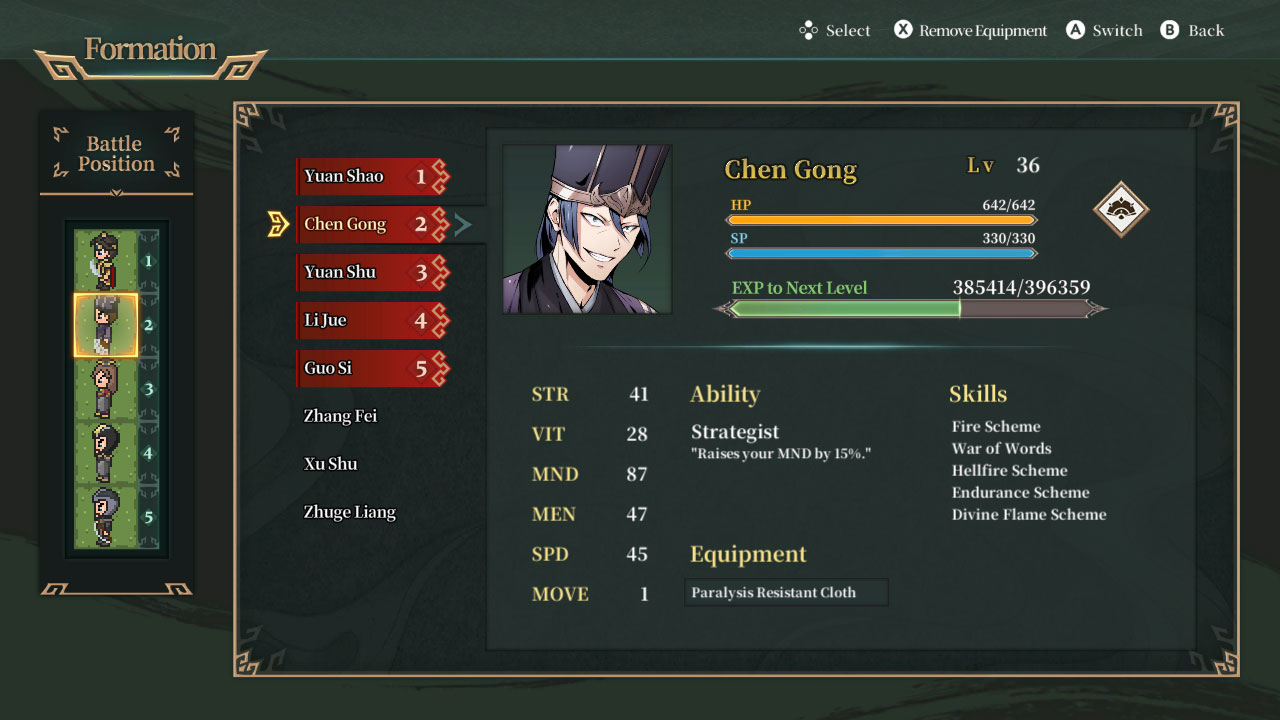 Formation
Select
X Remove Equipment
A Switch
B Back
Battle
Position
1
2
3
4
5
Yuan Shao 1
Chen Gong 2
Yuan Shu 3
Li Jue 4
Guo Si 5
Zhang Fei
Xu Shu
Zhuge Liang
Chen Gong
Lv 36
HP 642/642
SP 330/330
EXP to Next Level 385414/396359
STR 41
VIT 28
MND 87
MEN 47
SPD 45
MOVE 1
Ability
Strategist
"Raises your MND by 15%."
Equipment
Paralysis Resistant Cloth
Skills
Fire Scheme
War of Words
Hellfire Scheme
Endurance Scheme
Divine Flame Scheme